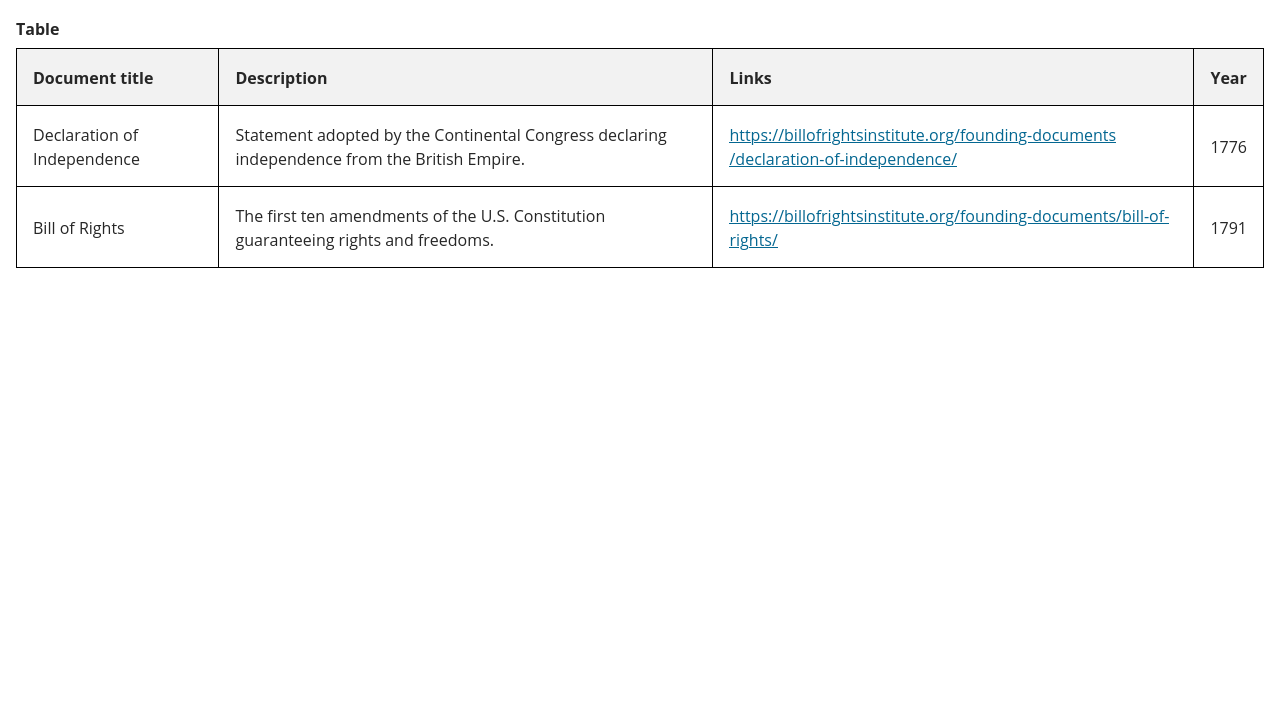 Table
Document title Description Links Year
Declaration of
Independence
Statement adopted by the Continental Congress declaring
independence from the British Empire.
https://billofrightsinstitute.org/founding-documents
/declaration-of-independence/
1776
Bill of Rights
The first ten amendments of the U.S. Constitution
guaranteeing rights and freedoms.
https://billofrightsinstitute.org/founding-documents/bill-of-
rights/
1791